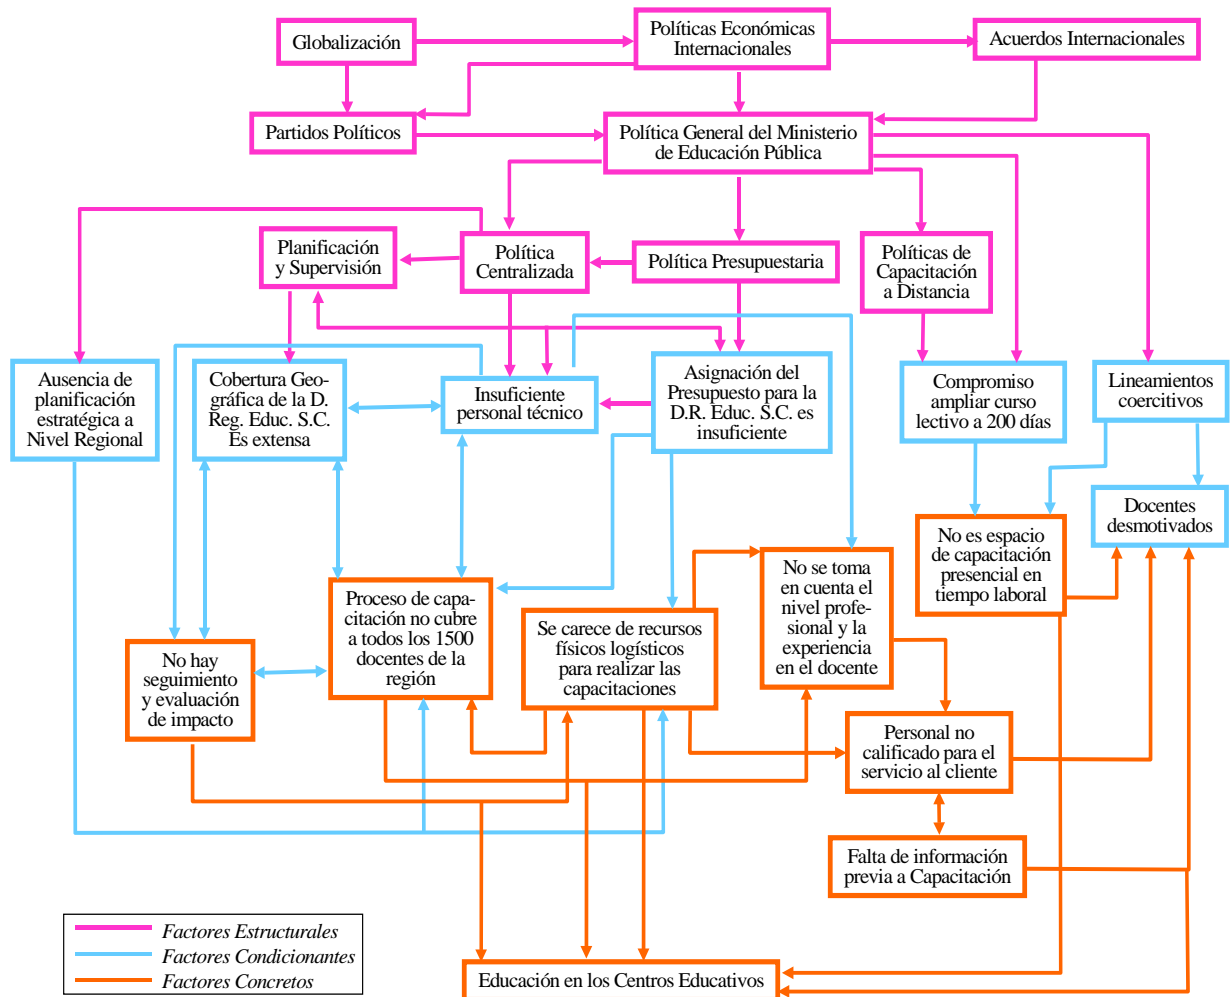 Globalización
Políticas Económicas
Internacionales
Acuerdos Internacionales
Partidos Políticos
Política General del Ministerio
de Educación Pública
Planificación
y Supervisión
Política
Centralizada
Política Presupuestaria
Políticas de
Capacitación
a Distancia
Ausencia de
planificación
estratégica a
Nivel Regional
Cobertura Geo-
gráfica de la D.
Reg. Educ. S.C.
Es extensa
Insuficiente
personal técnico
Asignación del
Presupuesto para la
D.R. Educ. S.C. es
insuficiente
Compromiso
ampliar curso
lectivo a 200 días
Lineamientos
coercitivos
Docentes
desmotivados
No es espacio
de capacitación
presencial en
tiempo laboral
No se toma
en cuenta el
nivel profe-
sional y la
experiencia
en el docente
Proceso de capa-
citación no cubre
a todos los 1500
docentes de la
región
Se carece de recursos
físicos logísticos
para realizar las
capacitaciones
No hay
seguimiento
y evaluación
de impacto
Personal no
calificado para el
servicio al cliente
Falta de información
previa a Capacitación
Factores Estructurales
Factores Condicionantes
Factores Concretos
Educación en los Centros Educativos